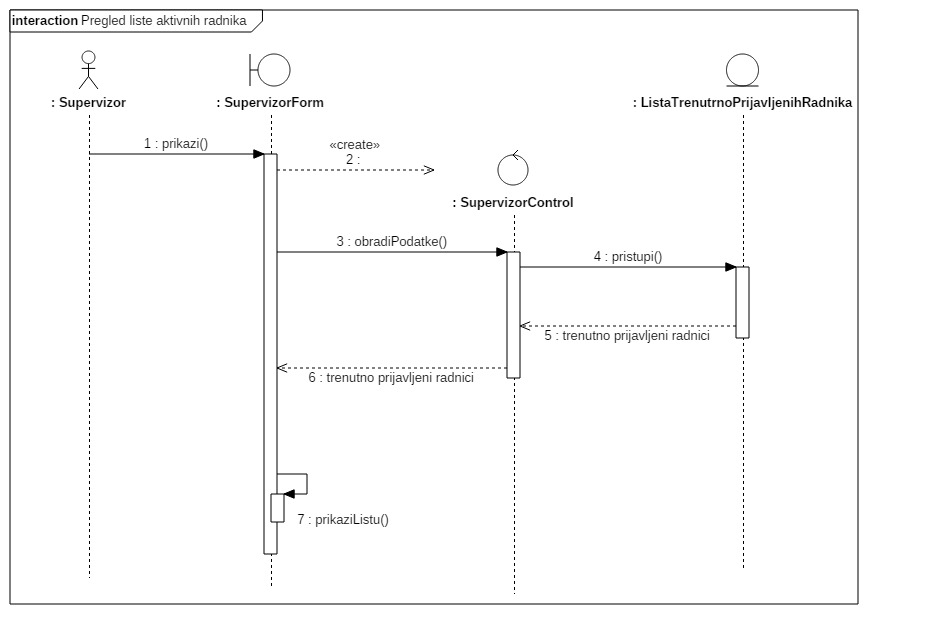 interaction Pregled liste aktivnih radnika
: Supervizor
: SupervizorForm
: ListaTrenutrnoPrijavljenihRadnika
1 : prikazi()
«create»
2 :
: SupervizorControl
3 : obradiPodatke()
4 : pristupi()
5 : trenutno prijavljeni radnici
6 : trenutno prijavljeni radnici
7 : prikaziListu()